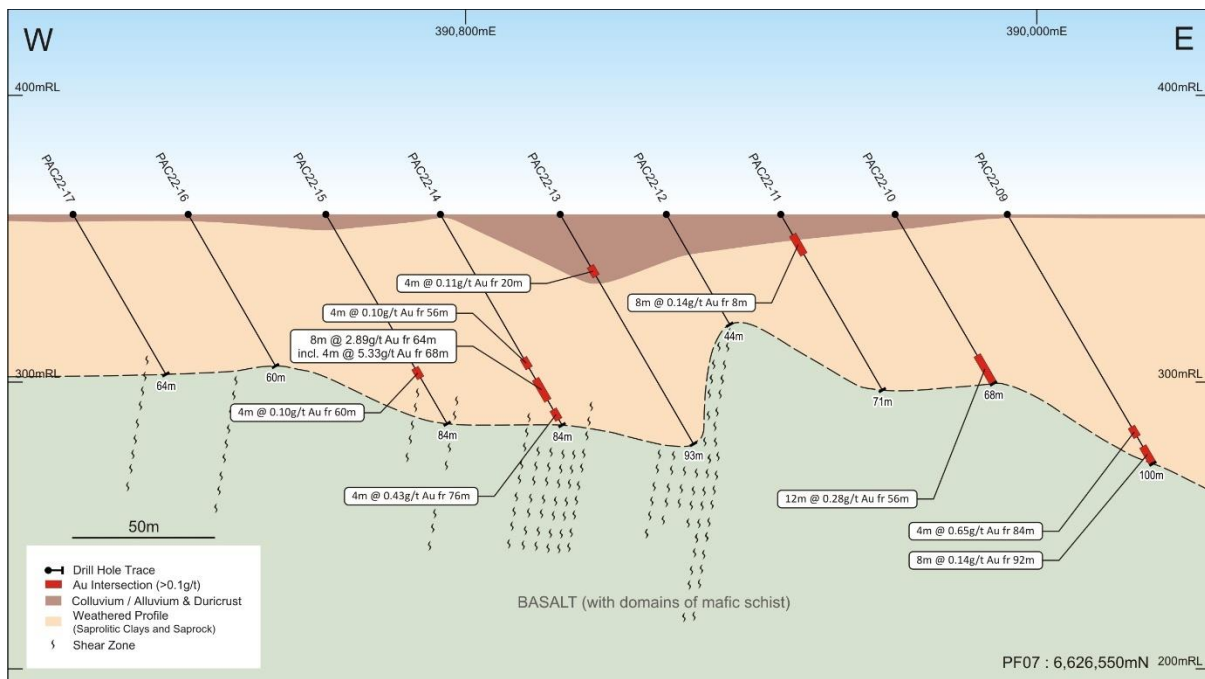 W
390,800mE
390,000mE
E
400mRL
400mRL
PAC22-17
PAC22-16
PAC22-15
PAC22-14
PAC22-13
PAC22-12
PAC22-11
PAC22-10
PAC22-09
4m @ 0.11g/t Au fr 20m
4m @ 0.10g/t Au fr 56m
8m @ 0.14g/t Au fr 8m
8m @ 2.89g/t Au fr 64m
incl. 4m @ 5.33g/t Au fr 68m
44m
300mRL
300mRL
64m
60m
71m
68m
4m @ 0.10g/t Au fr 60m
84m
84m
93m
100m
4m @ 0.43g/t Au fr 76m
12m @ 0.28g/t Au fr 56m
4m @ 0.65g/t Au fr 84m
8m @ 0.14g/t Au fr 92m
50m
Drill Hole Trace
Au Intersection (>0.1g/t)
Colluvium / Alluvium & Duricrust
Weathered Profile
(Saprolitic Clays and Saprock)
Shear Zone
BASALT (with domains of mafic schist)
PF07 : 6,626,550mN
200mRL